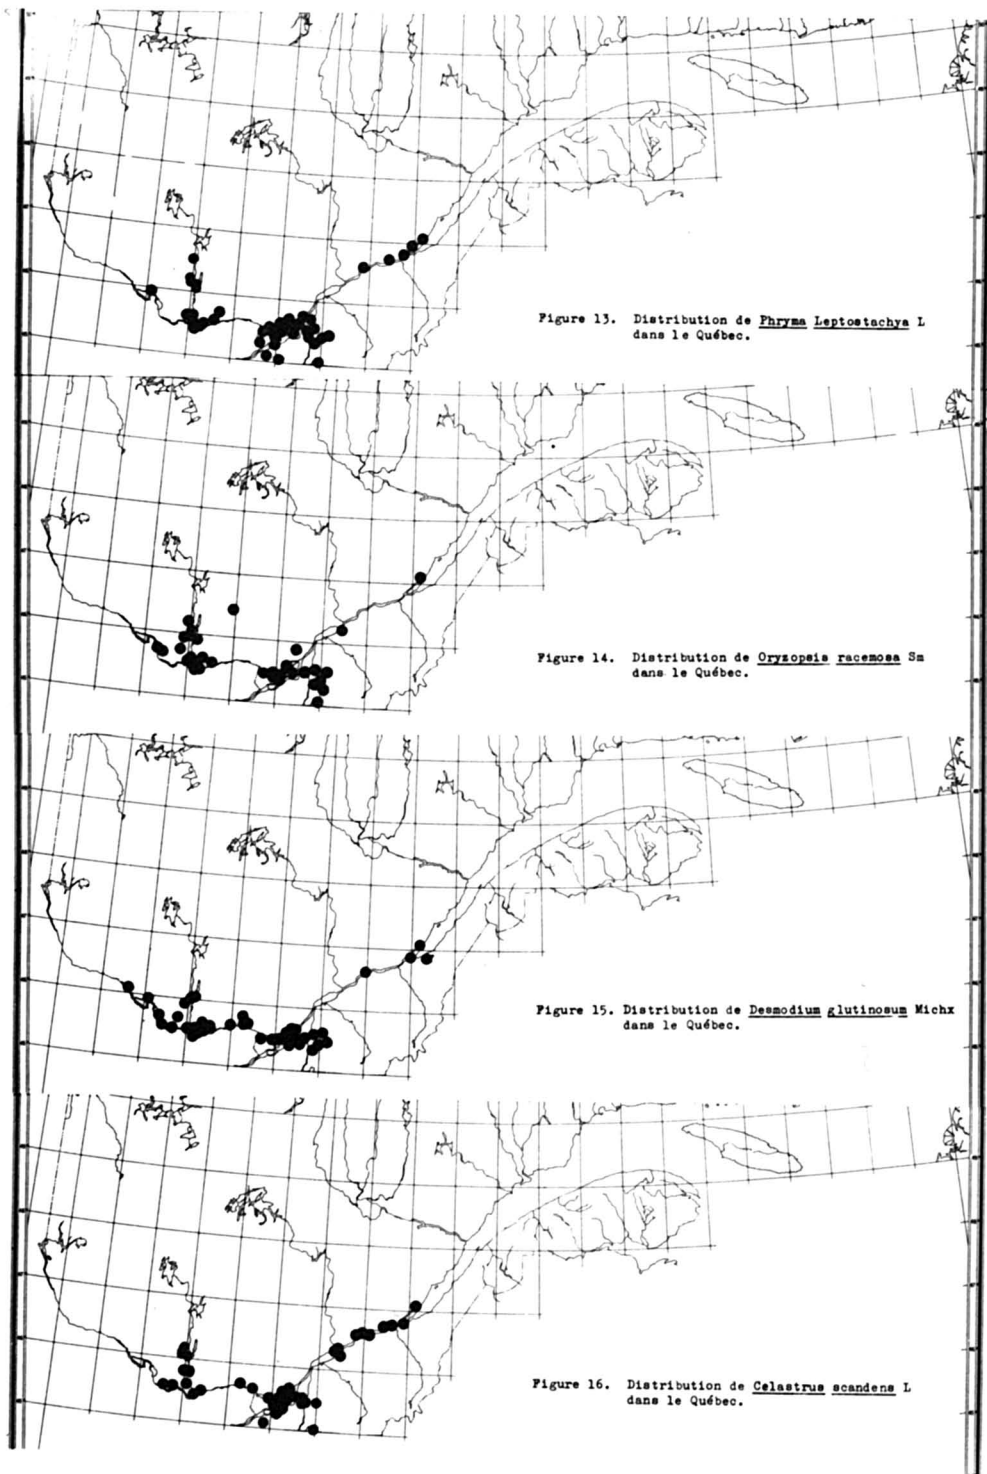 Figure 13. Distribution de Phryma Leptostachya L
dans le Québec.
Figure 14. Distribution de Oryzopsis racemosa Sm
dans le Québec.
Figure 15. Distribution de Desmodium glutinosum Michx
dans le Québec.
Figure 16. Distribution de Celastrus scandens L
dans le Québec.